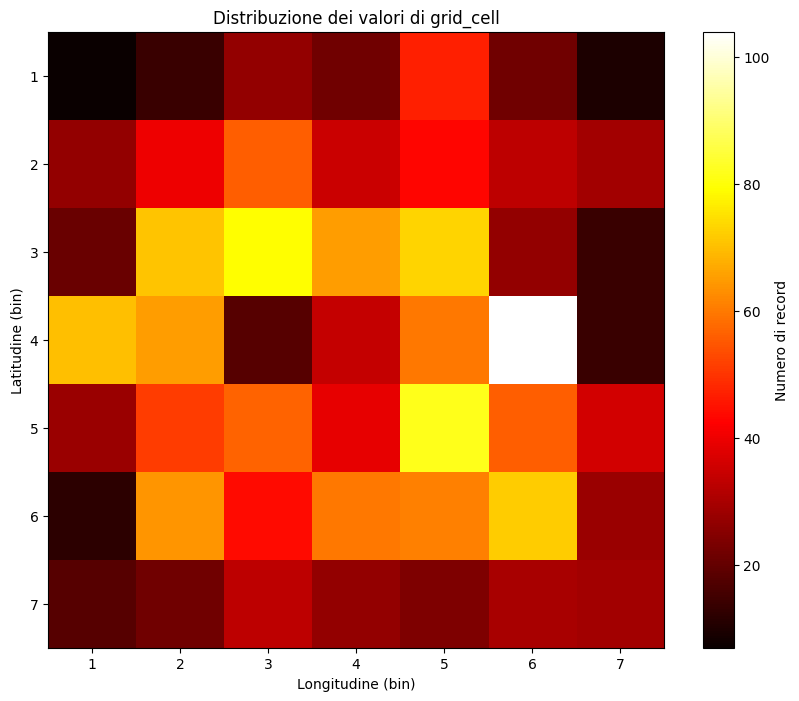 Distribuzione dei valori di grid_cell
1
2
3
4
5
6
7
Latitudine (bin)
1 2 3 4 5 6 7
Longitudine (bin)
100
80
60
40
20
Numero di record